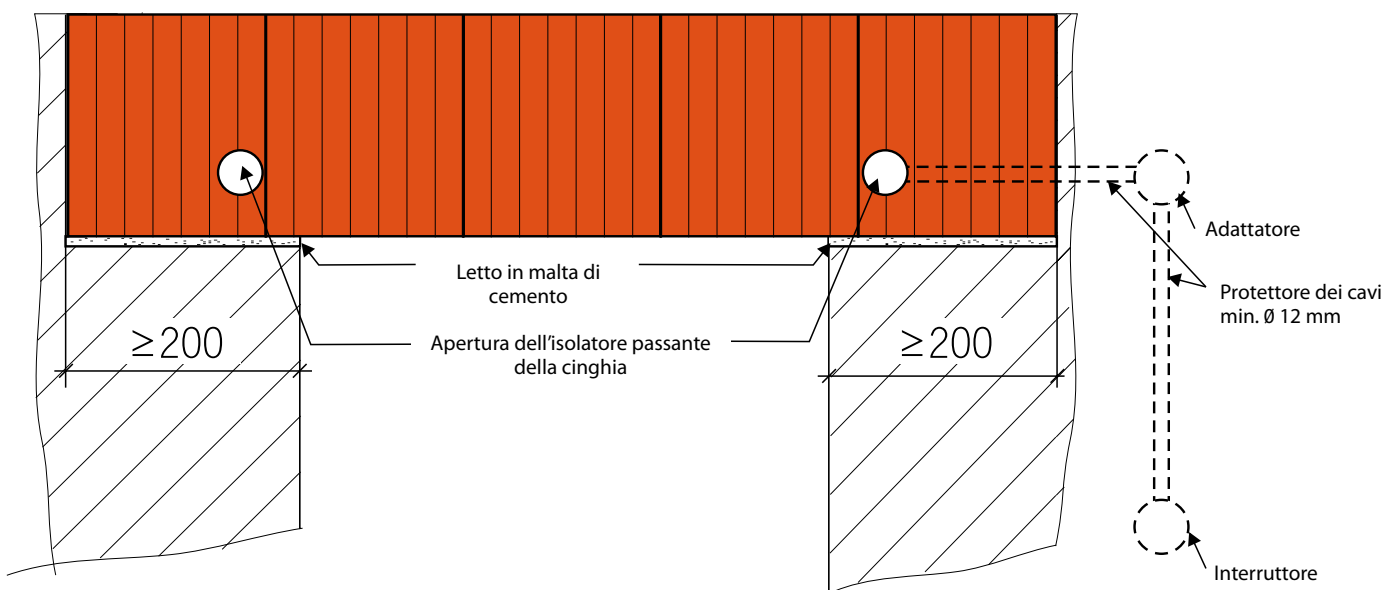 Adattatore
Letto in malta di
cemento
Protettore dei cavi
min. Ø 12 mm
≥200
Apertura dell'isolatore passante
della cinghia
≥200
Interruttore